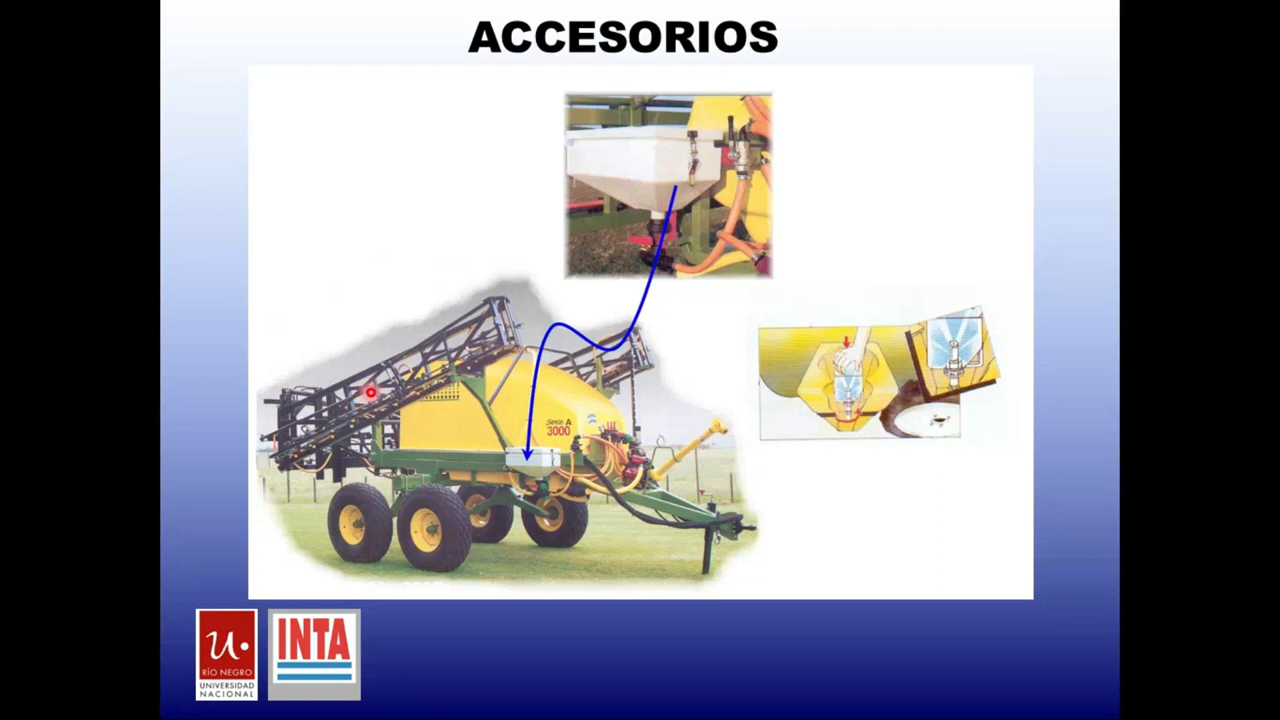 ACCESORIOS
Serie A
3000
RÍO NEGRO
UNIVERSIDAD
NACIONAL
INTA